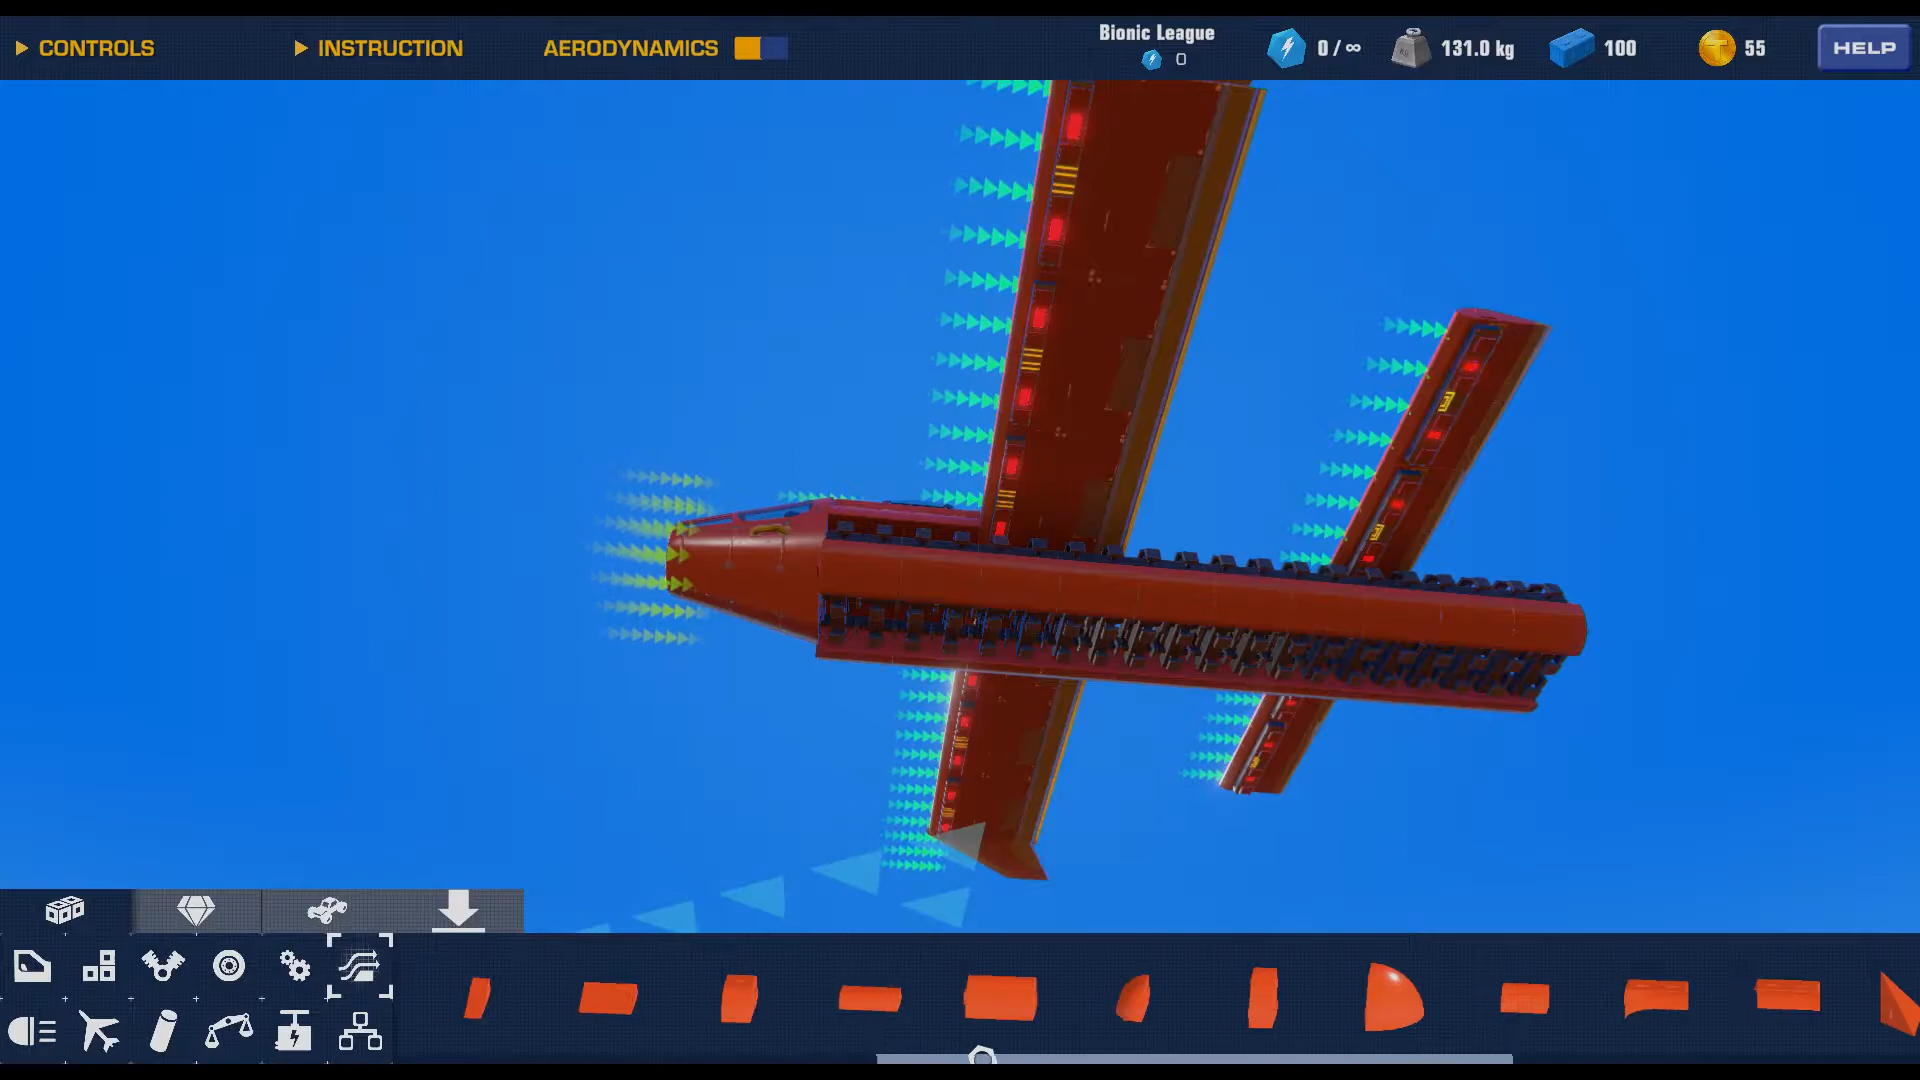 CONTROLS
INSTRUCTION
AERODYNAMICS
Bionic League
0
0 / ∞
131.0 kg
100
55
HELP